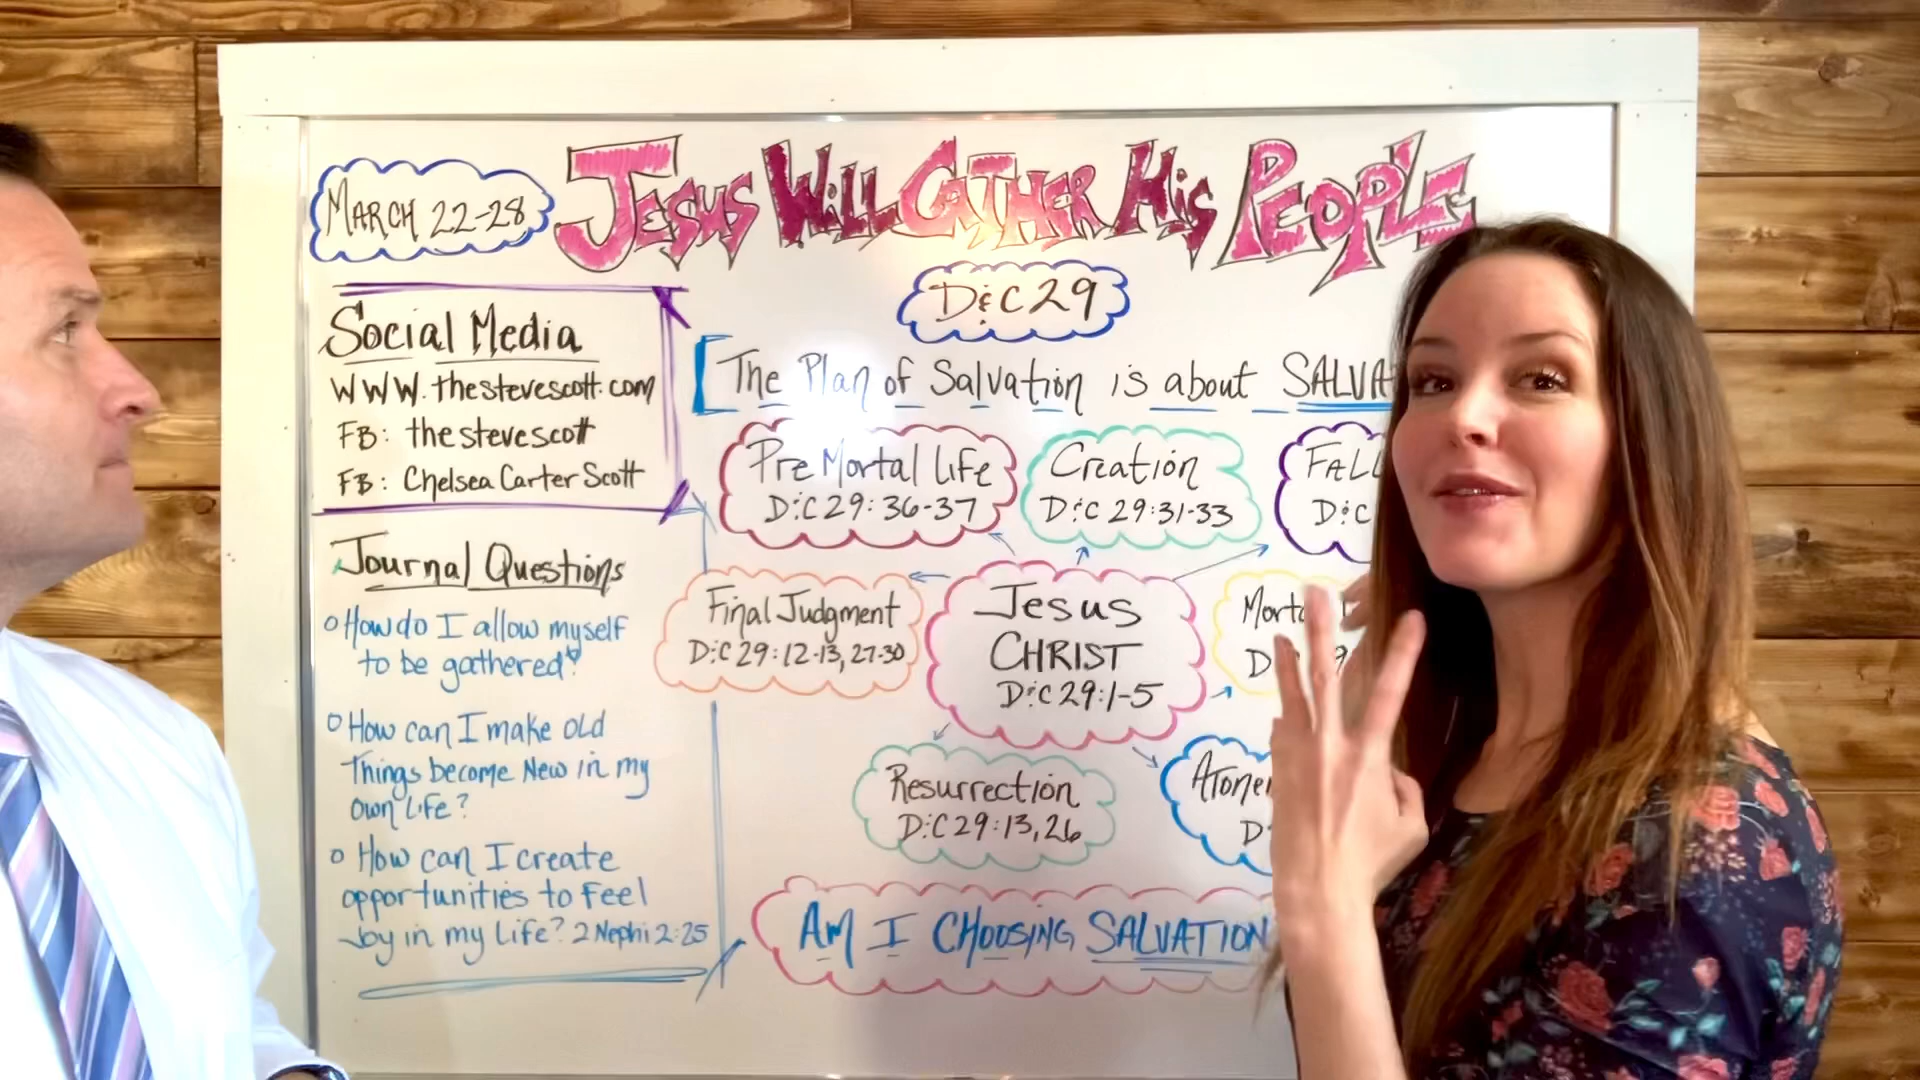 MARCH 22-28
JESUS WILL GATHER HIS PEOPLE
D&C 29
Social Media
WWW.thestevescott.com
FB: thestevescott
FB: Chelsea Carter Scott
Journal Questions
How do I allow myself
to be gathered?
How can I make old
Things become New in my
own life?
How can I create
opportunities to feel
Joy in my life? 2 Nephi 2:25
The Plan of Salvation is about
Pre Mortal Life
D&C 29:36-37
Creation
D&C 29:31-33
D&C
Final Judgment
D&C 29:12-13, 27-30
Jesus
CHRIST
D&C 29:1-5
Resurrection
D&C 29:13, 26
AM I CHOOSING SALVATION